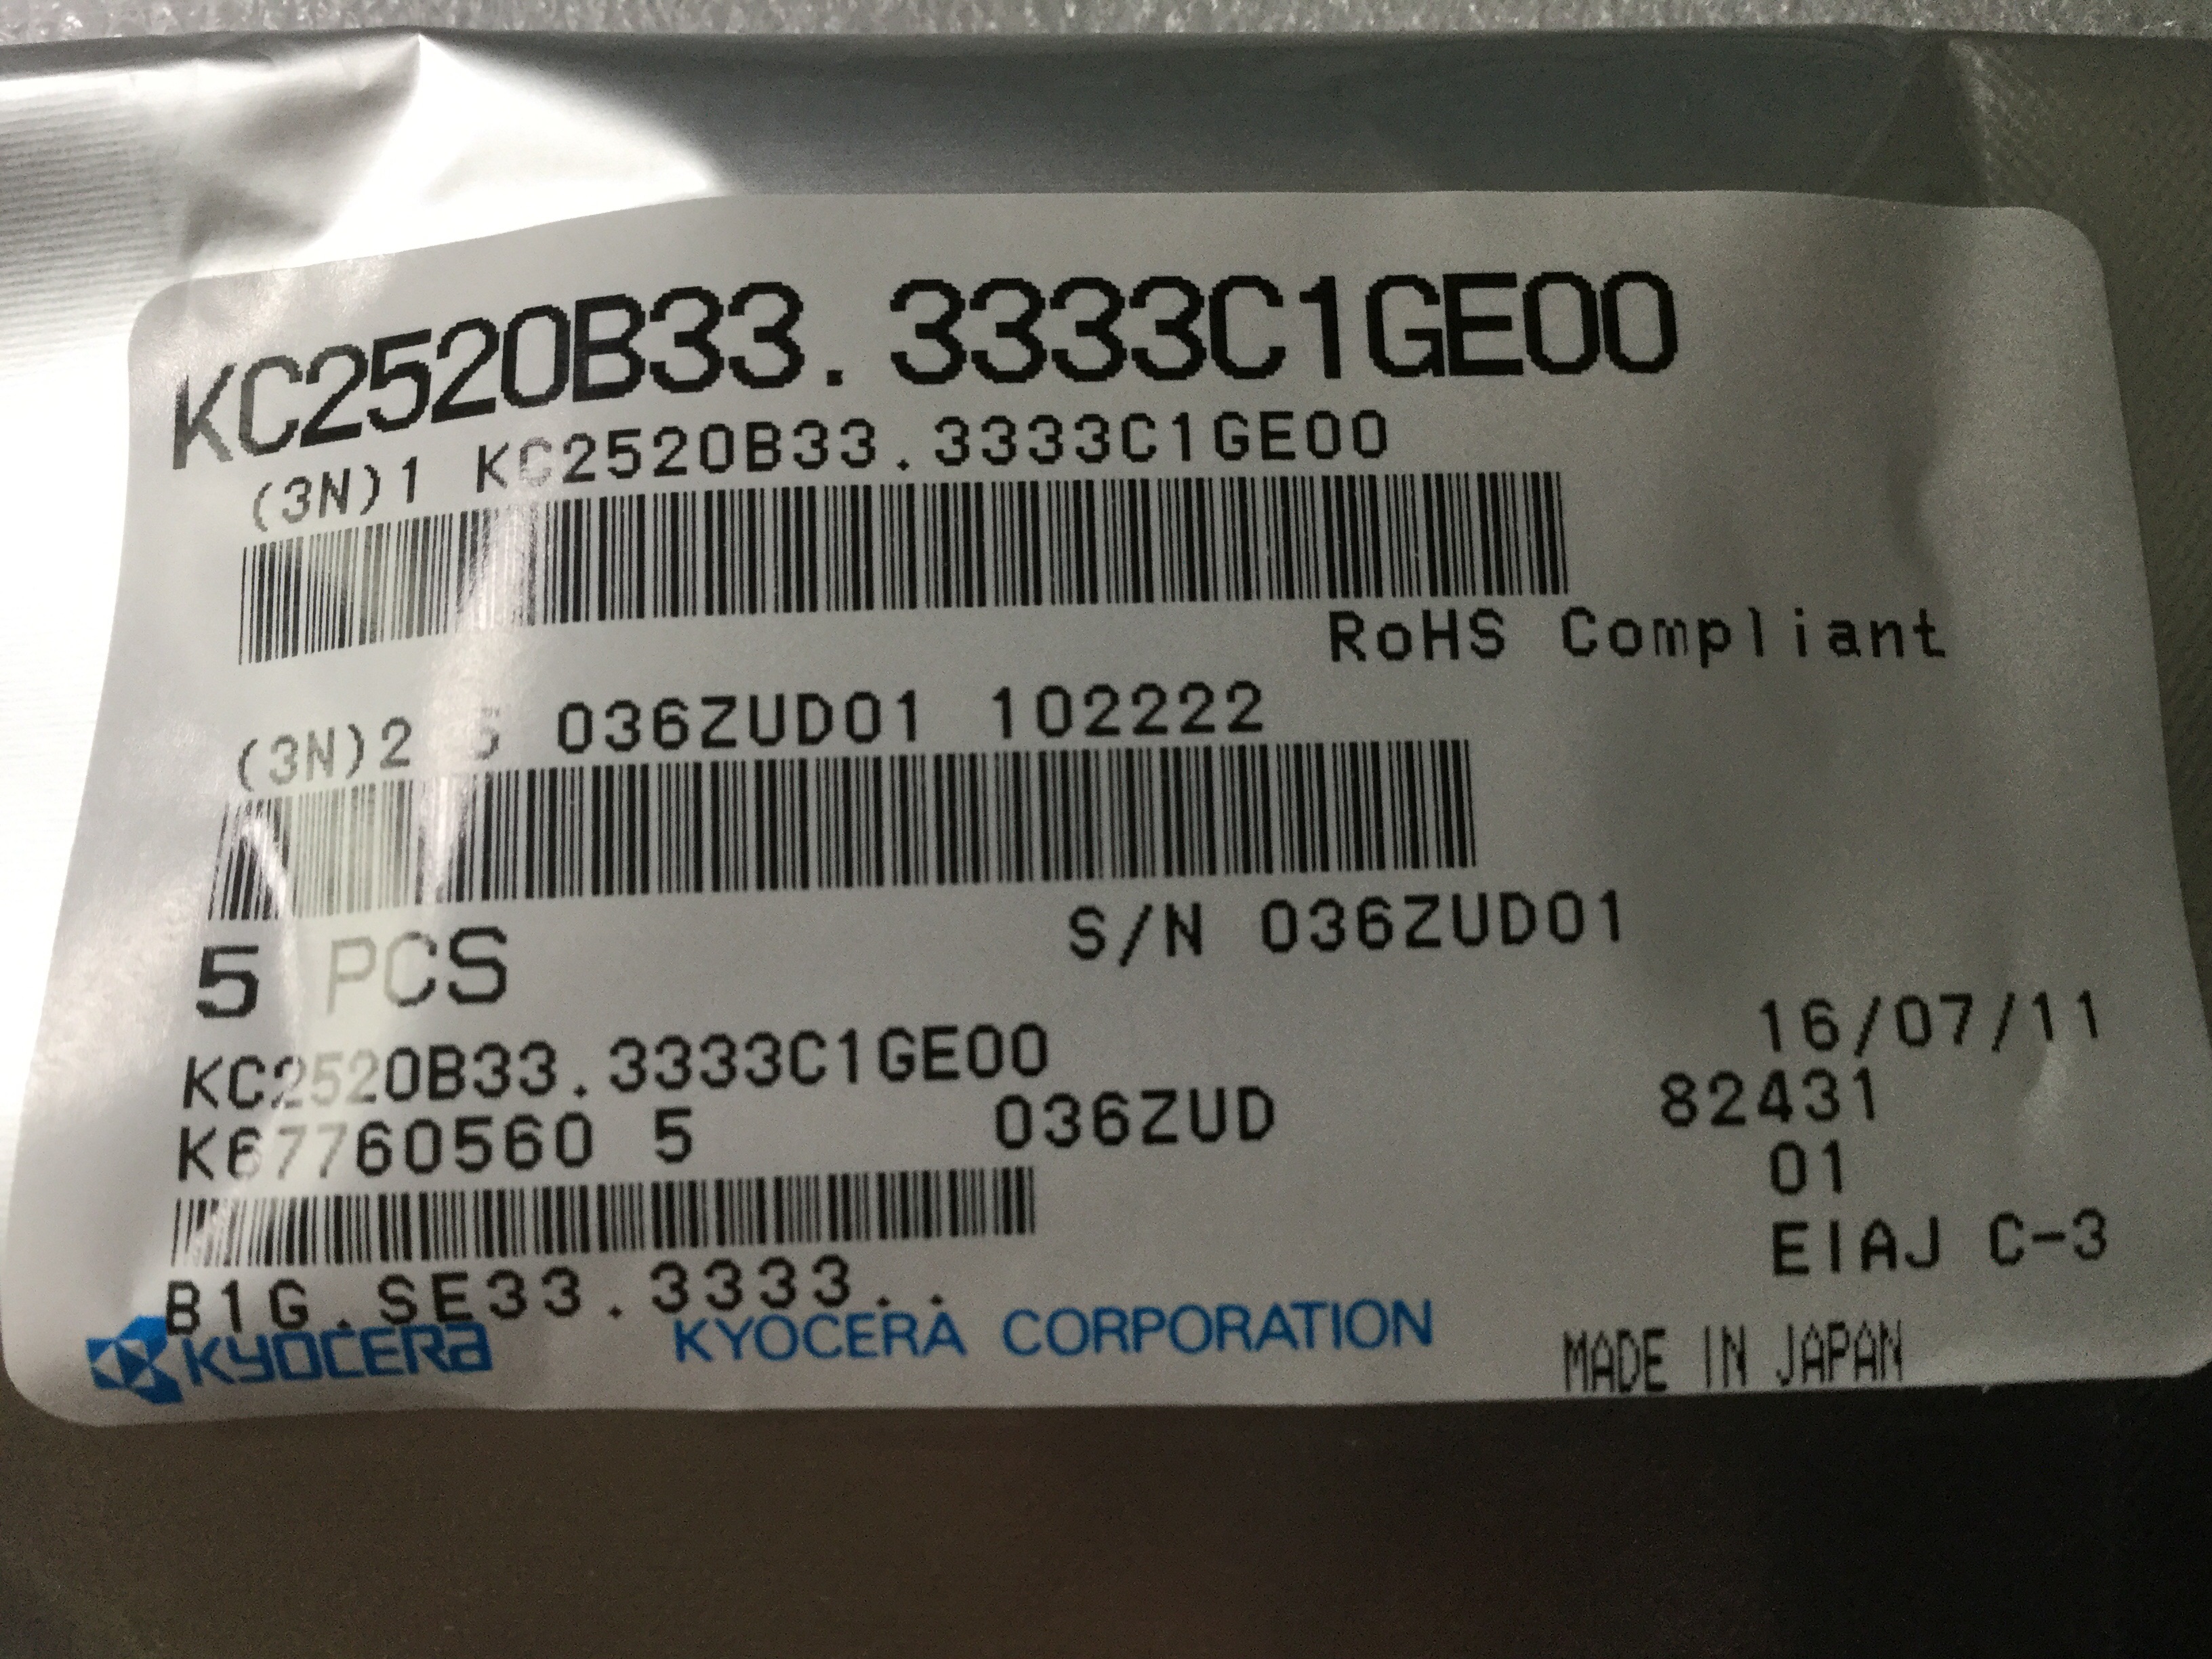 KC2520B33.3333C1GE00
(3N)1 KC2520B33.3333C1GE00
RoHS Compliant
(3N)2 5 036ZUD01 102222
5 PCS S/N 036ZUD01
16/07/11
KC2520B33.3333C1GE00
82431
K67760560 5 036ZUD
01
EIAJ C-3
B1G.SE33.3333..
KYOCERA KYOCERA CORPORATION
MADE IN JAPAN